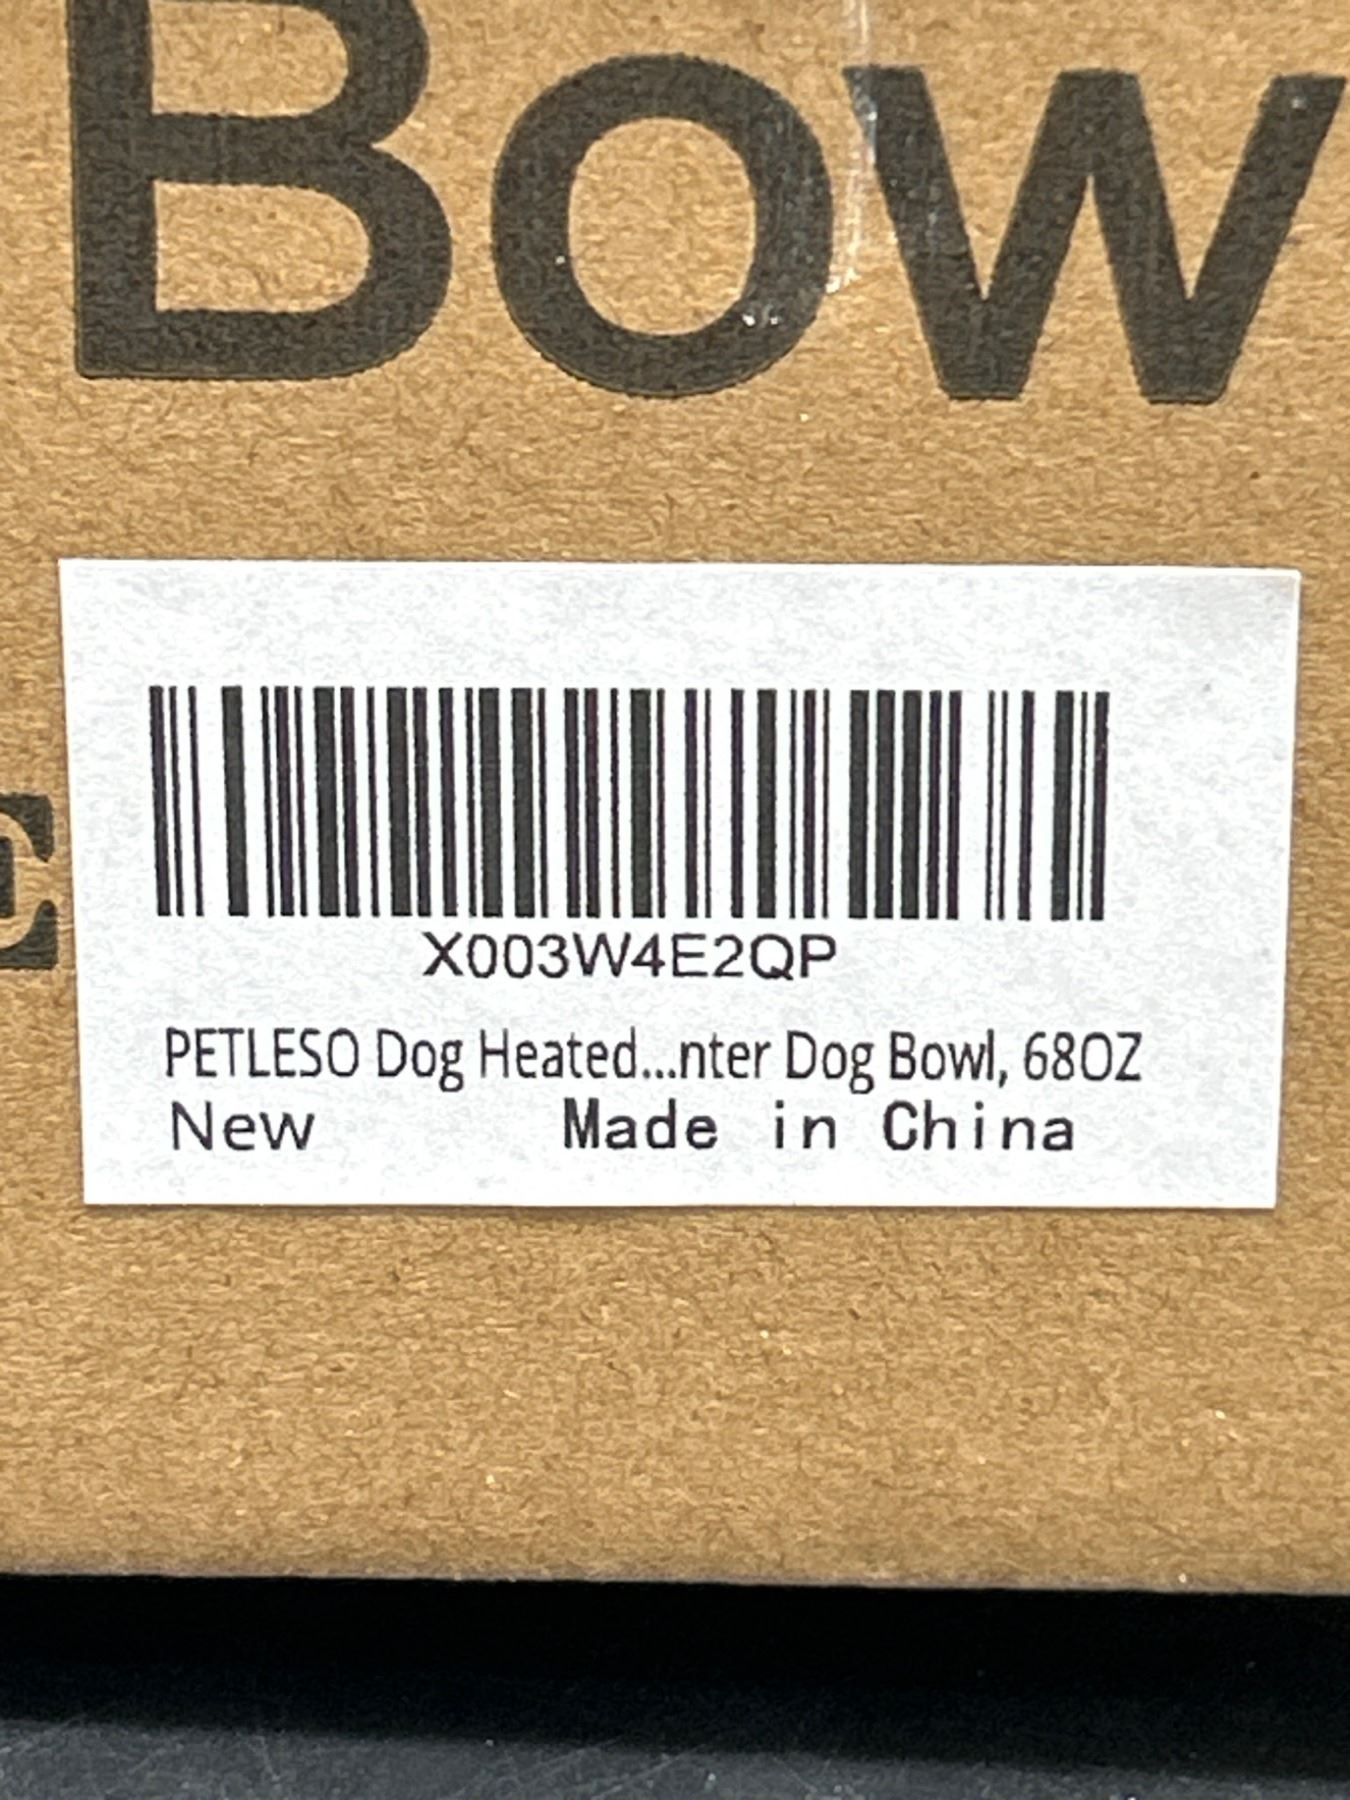 Bow
E
X003W4E2QP
PETLESO Dog Heated...nter Dog Bowl, 68OZ
New Made in China